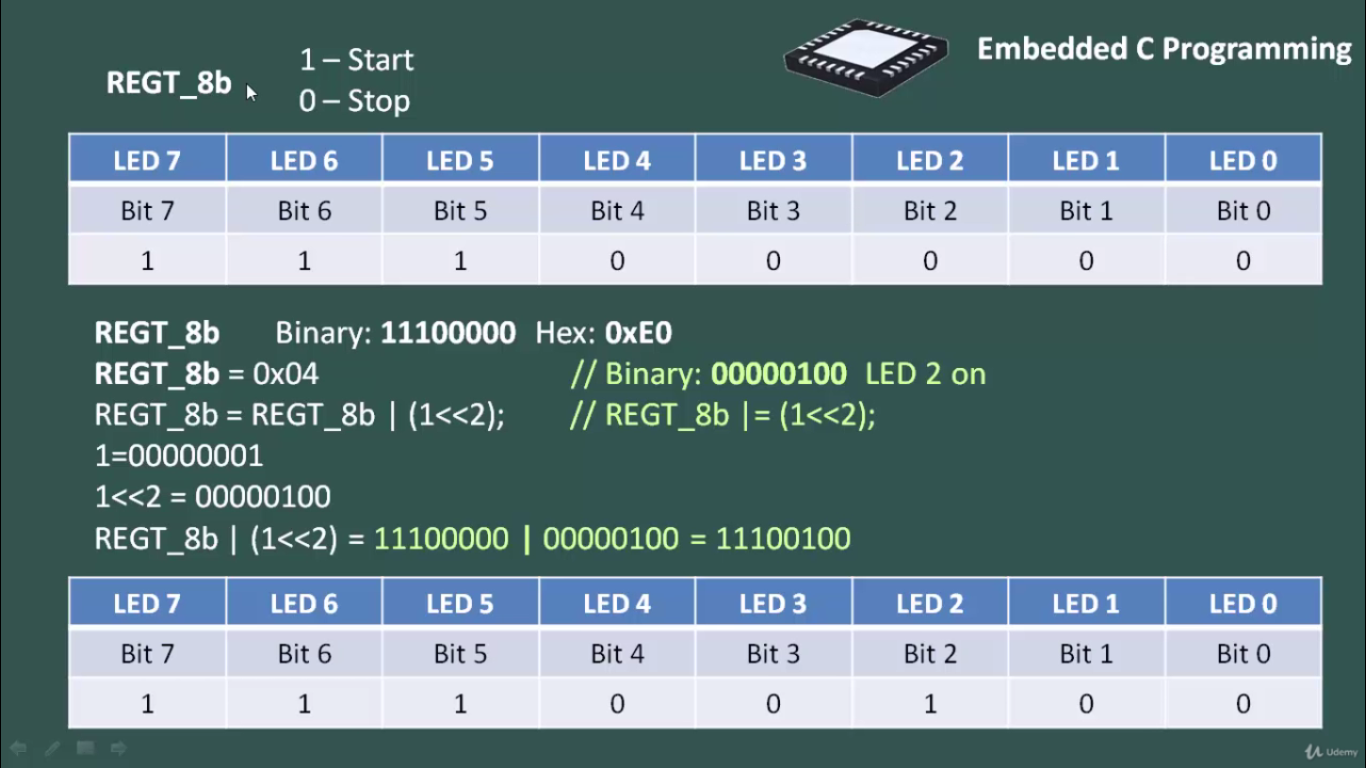 Embedded C Programming
REGT_8b
1 – Start
0 – Stop
LED 7 LED 6 LED 5 LED 4 LED 3 LED 2 LED 1 LED 0
Bit 7 Bit 6 Bit 5 Bit 4 Bit 3 Bit 2 Bit 1 Bit 0
1 1 1 0 0 0 0 0
REGT_8b Binary: 11100000 Hex: 0xE0
REGT_8b = 0x04 // Binary: 00000100 LED 2 on
REGT_8b = REGT_8b | (1<<2); // REGT_8b |= (1<<2);
1=00000001
1<<2 = 00000100
REGT_8b | (1<<2) = 11100000 | 00000100 = 11100100
LED 7 LED 6 LED 5 LED 4 LED 3 LED 2 LED 1 LED 0
Bit 7 Bit 6 Bit 5 Bit 4 Bit 3 Bit 2 Bit 1 Bit 0
1 1 1 0 0 1 0 0
Udemy